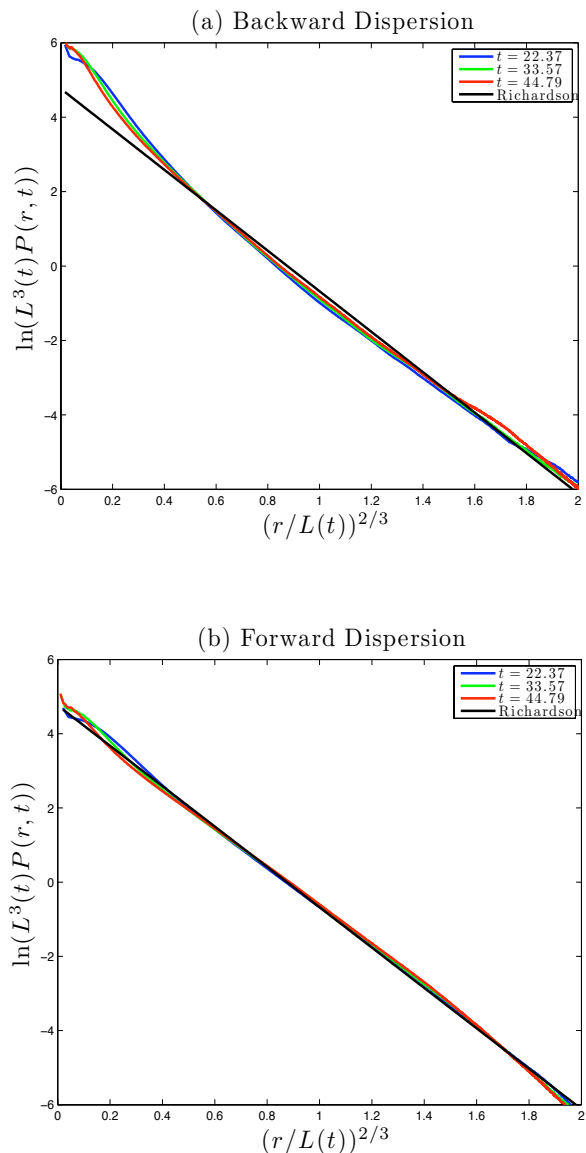 (a) Backward Dispersion
6
4
2
0
-2
-4
-6
ln(L³(t)P(r, t))
t = 22.37
t = 33.57
t = 44.79
Richardson
0 0.2 0.4 0.6 0.8 1 1.2 1.4 1.6 1.8 2
(r/L(t))^{2/3}
(b) Forward Dispersion
6
4
2
0
-2
-4
-6
ln(L³(t)P(r, t))
t = 22.37
t = 33.57
t = 44.79
Richardson
0 0.2 0.4 0.6 0.8 1 1.2 1.4 1.6 1.8 2
(r/L(t))^{2/3}